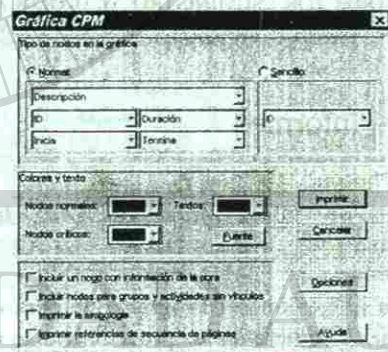 Gráfica CPM
Tipo de nodos en la gráfica
Normal Sencillo
Descripción
ID Duración ID
Inicia Termina
Colores y texto
Nodos normales: Textos: Imprimir
Nodos críticos: Fuente Cancelar
Incluir un nodo con información de la obra Opciones
Incluir nodos para grupos y actividades sin vínculos
Imprimir la simbología
Imprimir referencias de secuencia de páginas Ayuda